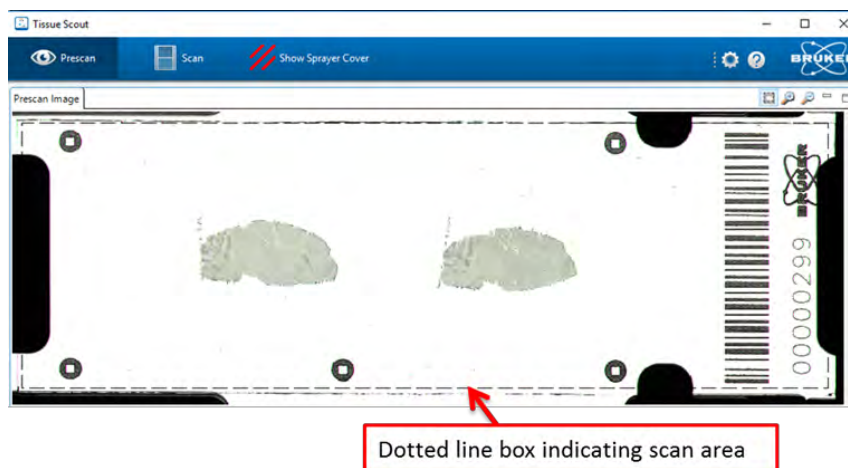 Tissue Scout
Prescan
Scan
Show Sprayer Cover
BRUKER
Prescan Image
BRUKER
00000299
Dotted line box indicating scan area